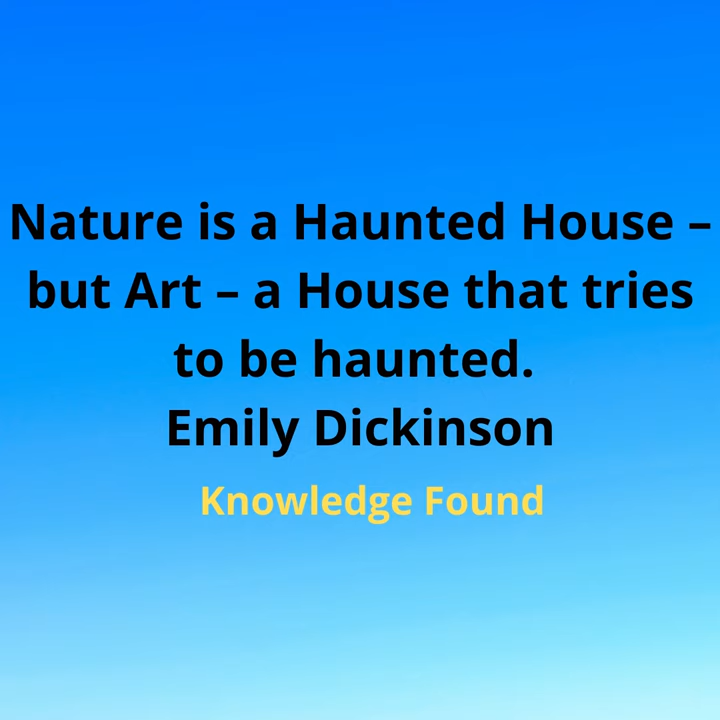 Nature is a Haunted House –
but Art – a House that tries
to be haunted.
Emily Dickinson
Knowledge Found